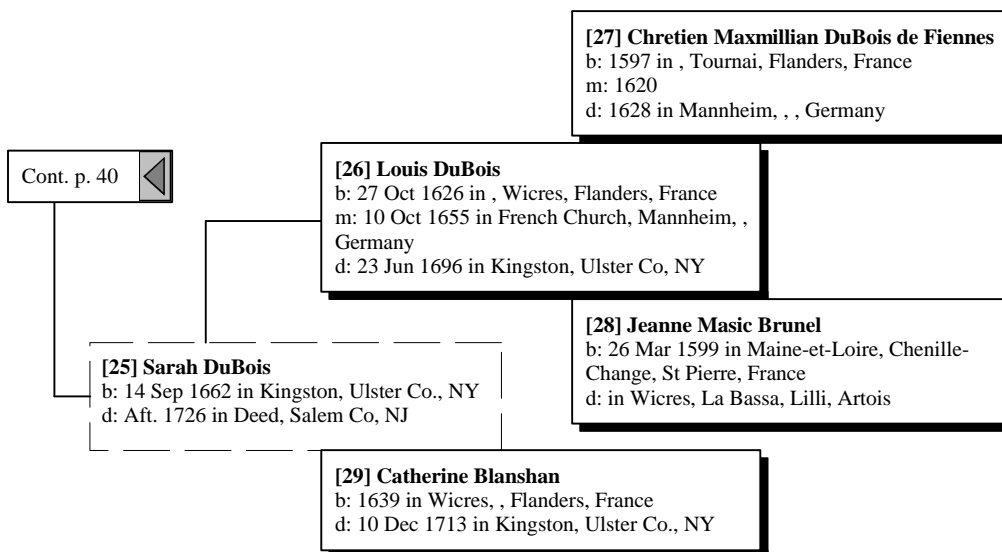 [27] Chretien Maxmillian DuBois de Fiennes
b: 1597 in , Tournai, Flanders, France
m: 1620
d: 1628 in Mannheim, , , Germany
Cont. p. 40
[26] Louis DuBois
b: 27 Oct 1626 in , Wicres, Flanders, France
m: 10 Oct 1655 in French Church, Mannheim, ,
Germany
d: 23 Jun 1696 in Kingston, Ulster Co, NY
[28] Jeanne Masic Brunel
b: 26 Mar 1599 in Maine-et-Loire, Chenille-
Change, St Pierre, France
d: in Wicres, La Bassa, Lilli, Artois
[25] Sarah DuBois
b: 14 Sep 1662 in Kingston, Ulster Co., NY
d: Aft. 1726 in Deed, Salem Co, NJ
[29] Catherine Blanshan
b: 1639 in Wicres, , Flanders, France
d: 10 Dec 1713 in Kingston, Ulster Co., NY